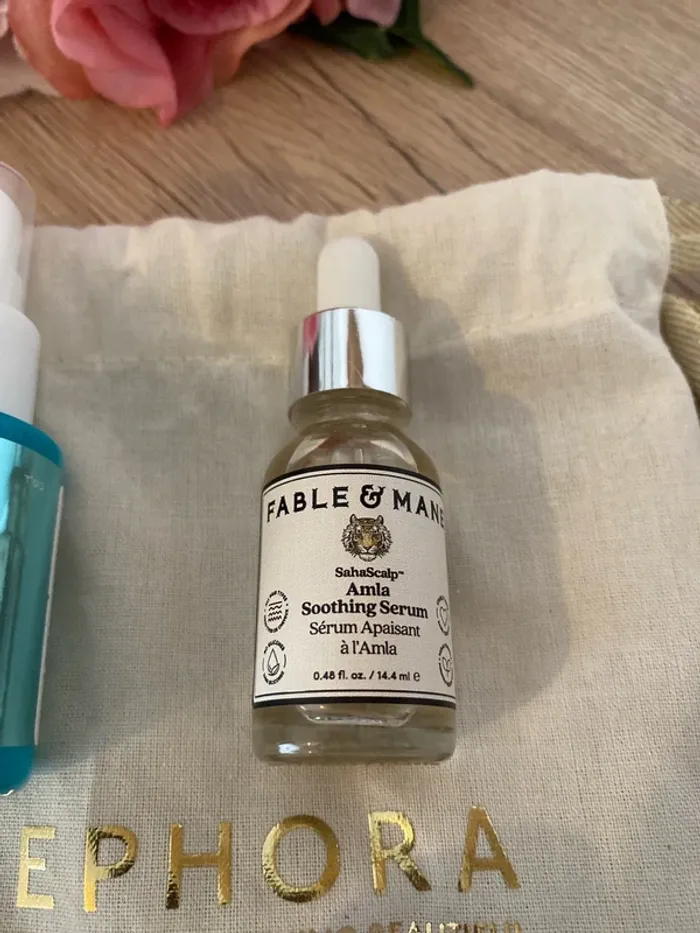 FABLE & MANE
SahaScalp™
Amla
Soothing Serum
Sérum Apaisant
à l'Amla
0.48 fl. oz. / 14.4 ml ℮
EPHORA